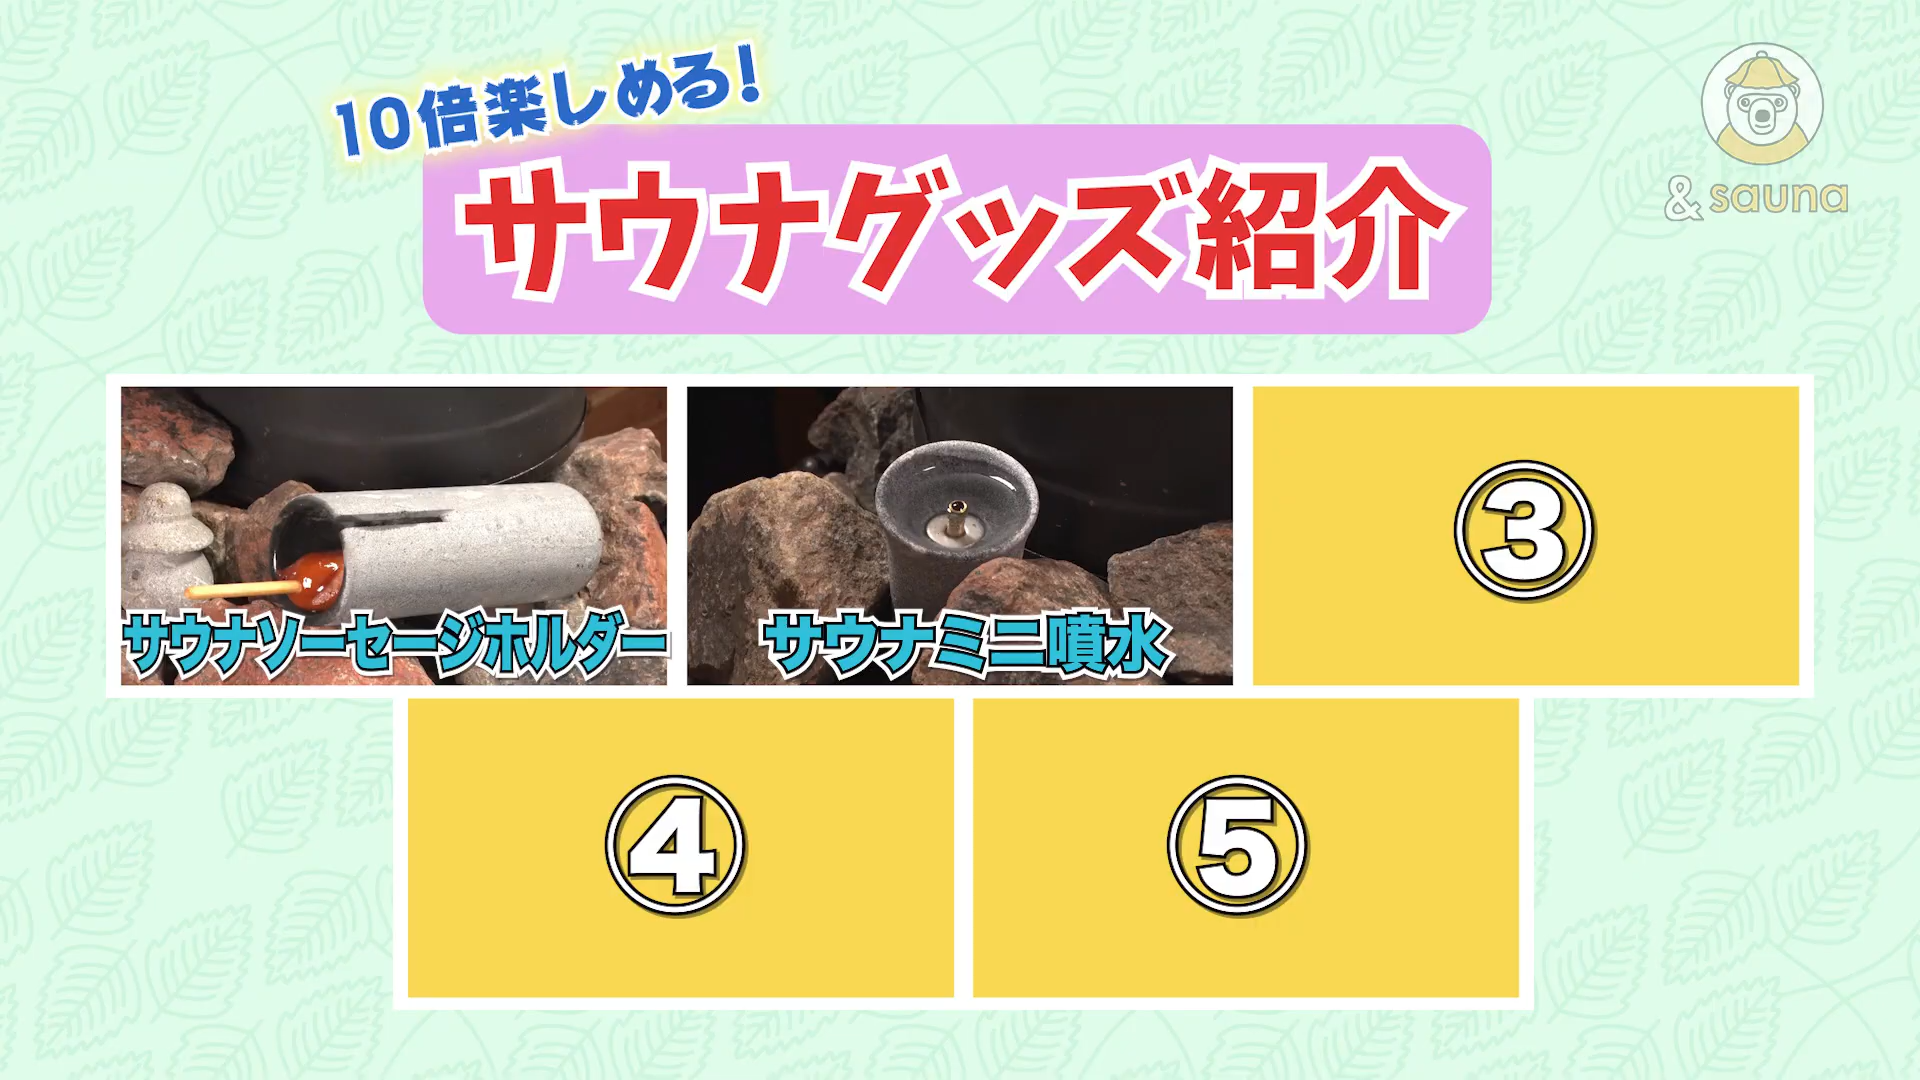 10倍楽しめる!
サウナグッズ紹介
& sauna
サウナソーセージホルダー
サウナミニ噴水
③
④
⑤